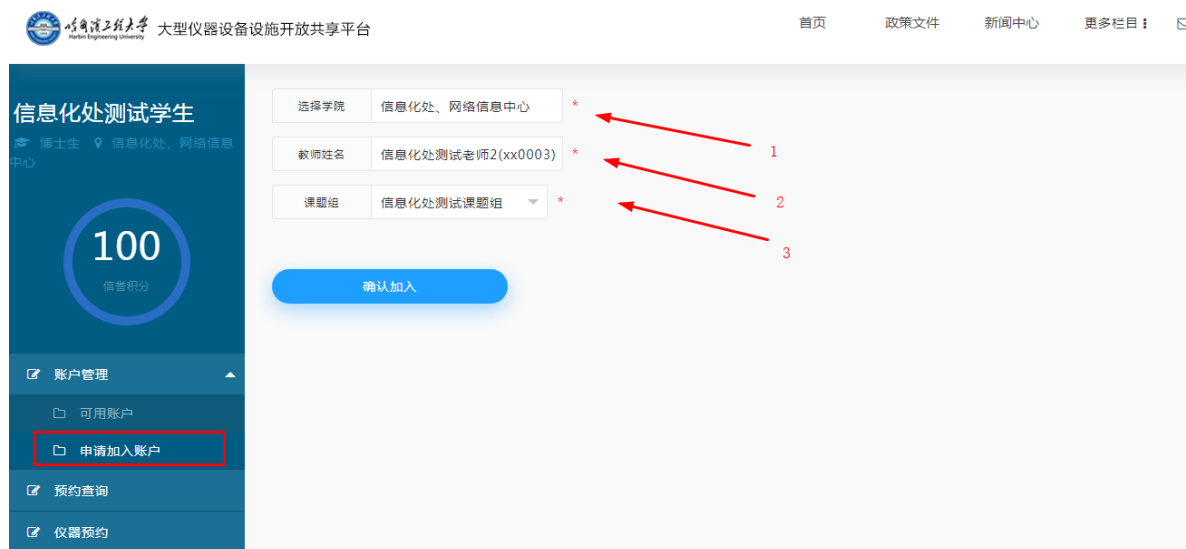 哈尔滨工程大学
Harbin Engineering University
大型仪器设备设施开放共享平台
首页 政策文件 新闻中心 更多栏目
信息化处测试学生
博士生 信息化处、网络信息
中心
100
信誉积分
账户管理
可用账户
申请加入账户
预约查询
仪器预约
选择学院 信息化处、网络信息中心 *
1
教师姓名 信息化处测试老师2(xx0003) *
2
课题组 信息化处测试课题组 *
3
确认加入